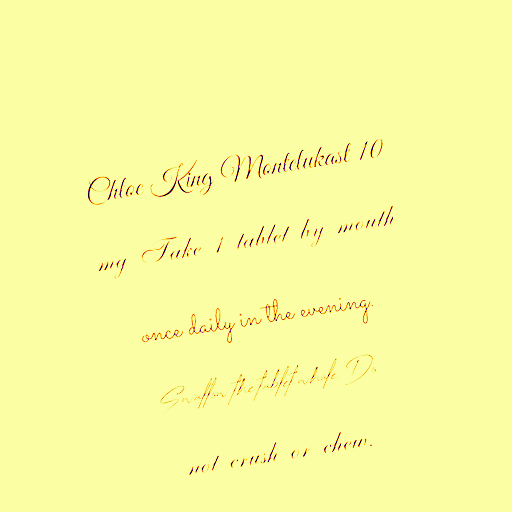 Chloe King Montelukast 10
mg Take 1 tablet by mouth
once daily in the evening.
Swallow the tablet whole Do
not crush or chew.